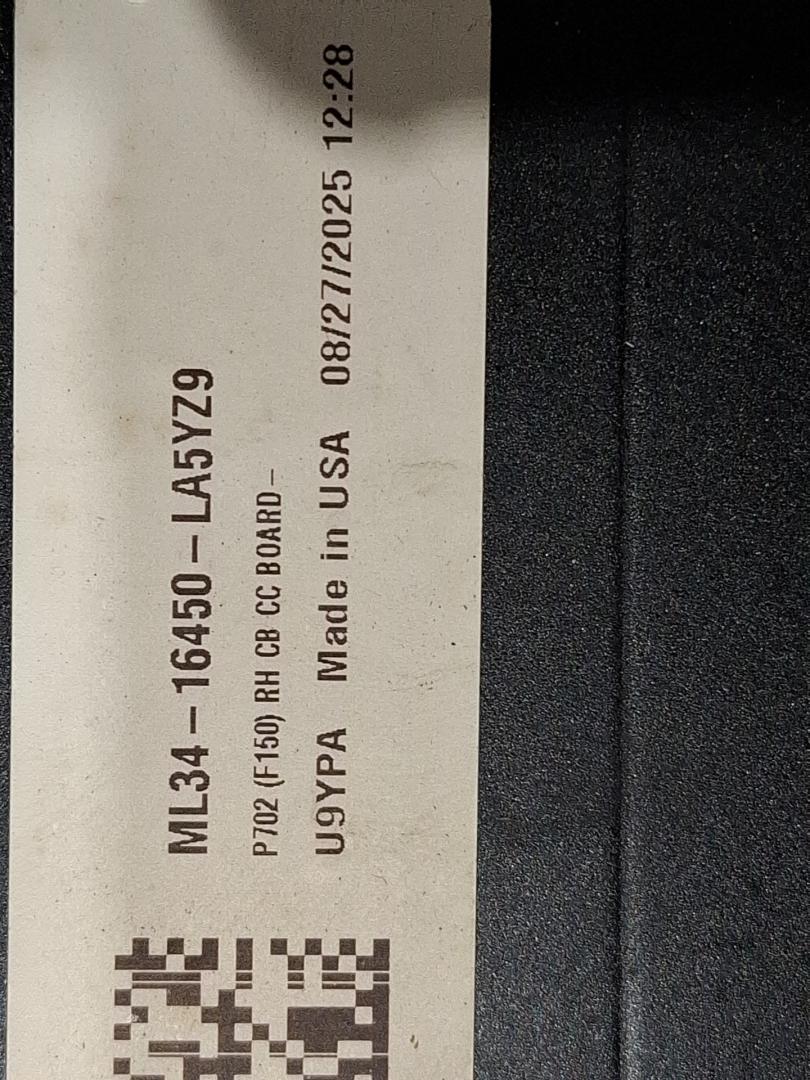 ML34-16450-LA5YZ9
P702 (F150) RH CB CC BOARD-
U9YPA Made in USA 08/27/2025 12:28